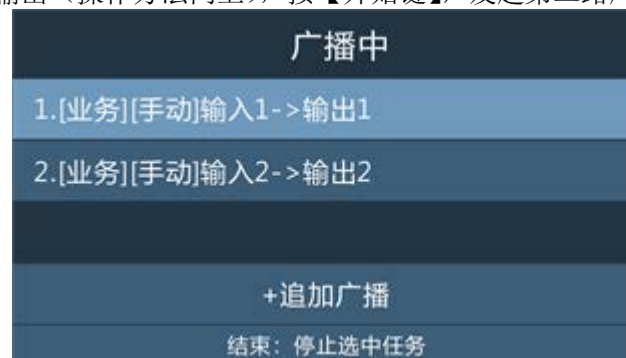 广播中
1.[业务][手动]输入1->输出1
2.[业务][手动]输入2->输出2
+追加广播
结束：停止选中任务